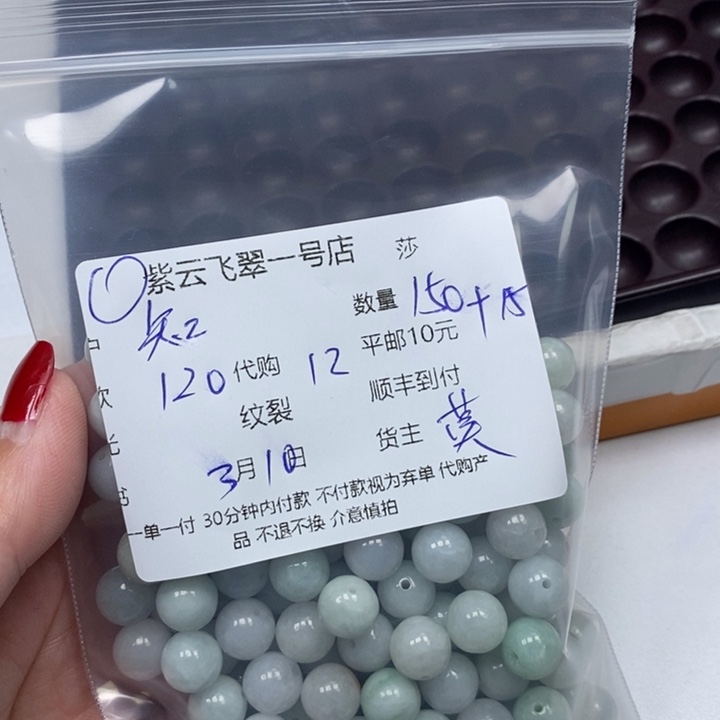 紫云飞翠一号店 莎
数量 150+15
120 代购 12 平邮10元
纹裂 顺丰到付
3月10日 货主 莫
一单一付 30分钟内付款 不付款视为弃单 代购产
品 不退不换 介意慎拍